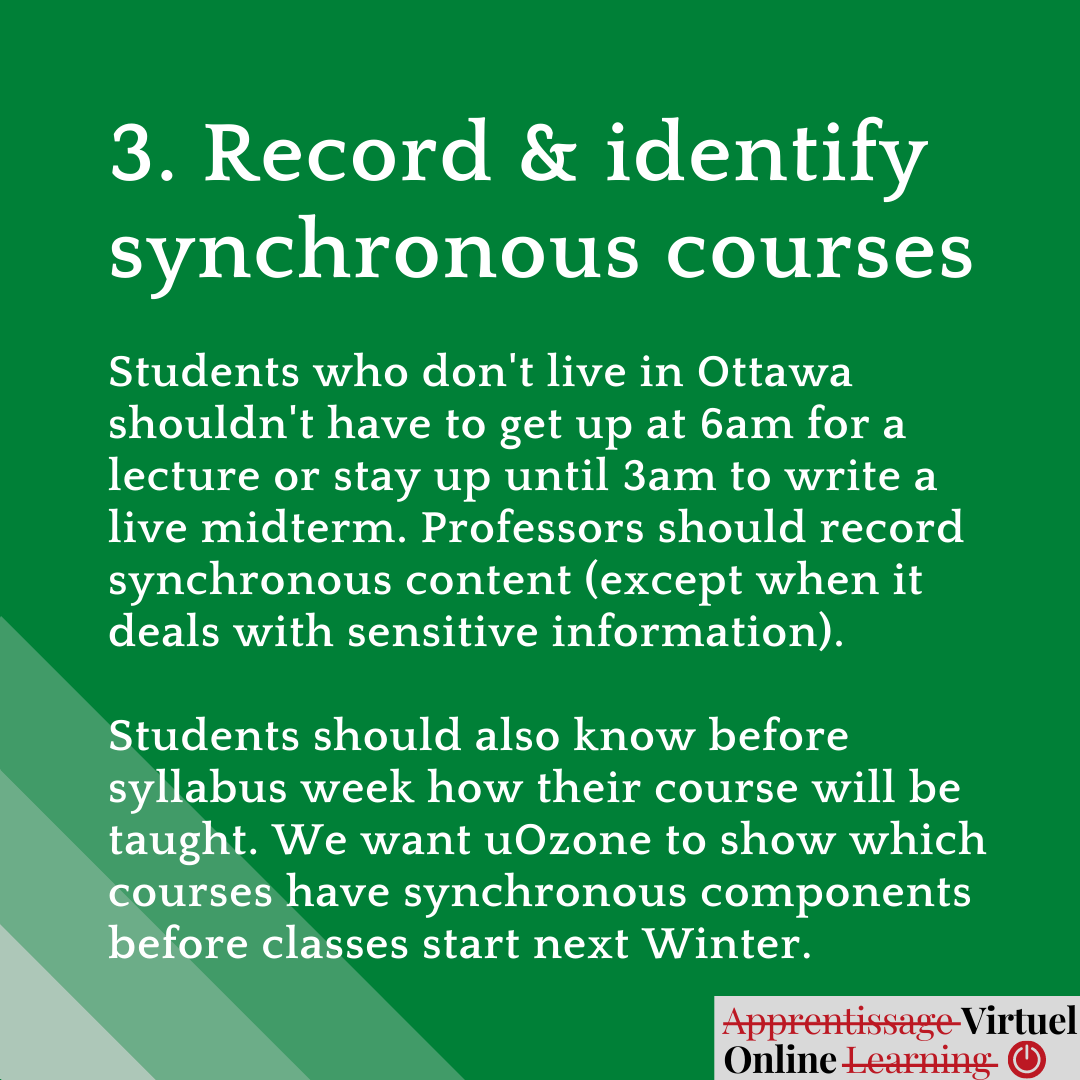 3. Record & identify
synchronous courses
Students who don't live in Ottawa
shouldn't have to get up at 6am for a
lecture or stay up until 3am to write a
live midterm. Professors should record
synchronous content (except when it
deals with sensitive information).
Students should also know before
syllabus week how their course will be
taught. We want uOzone to show which
courses have synchronous components
before classes start next Winter.
Apprentissage Virtuel
Online Learning